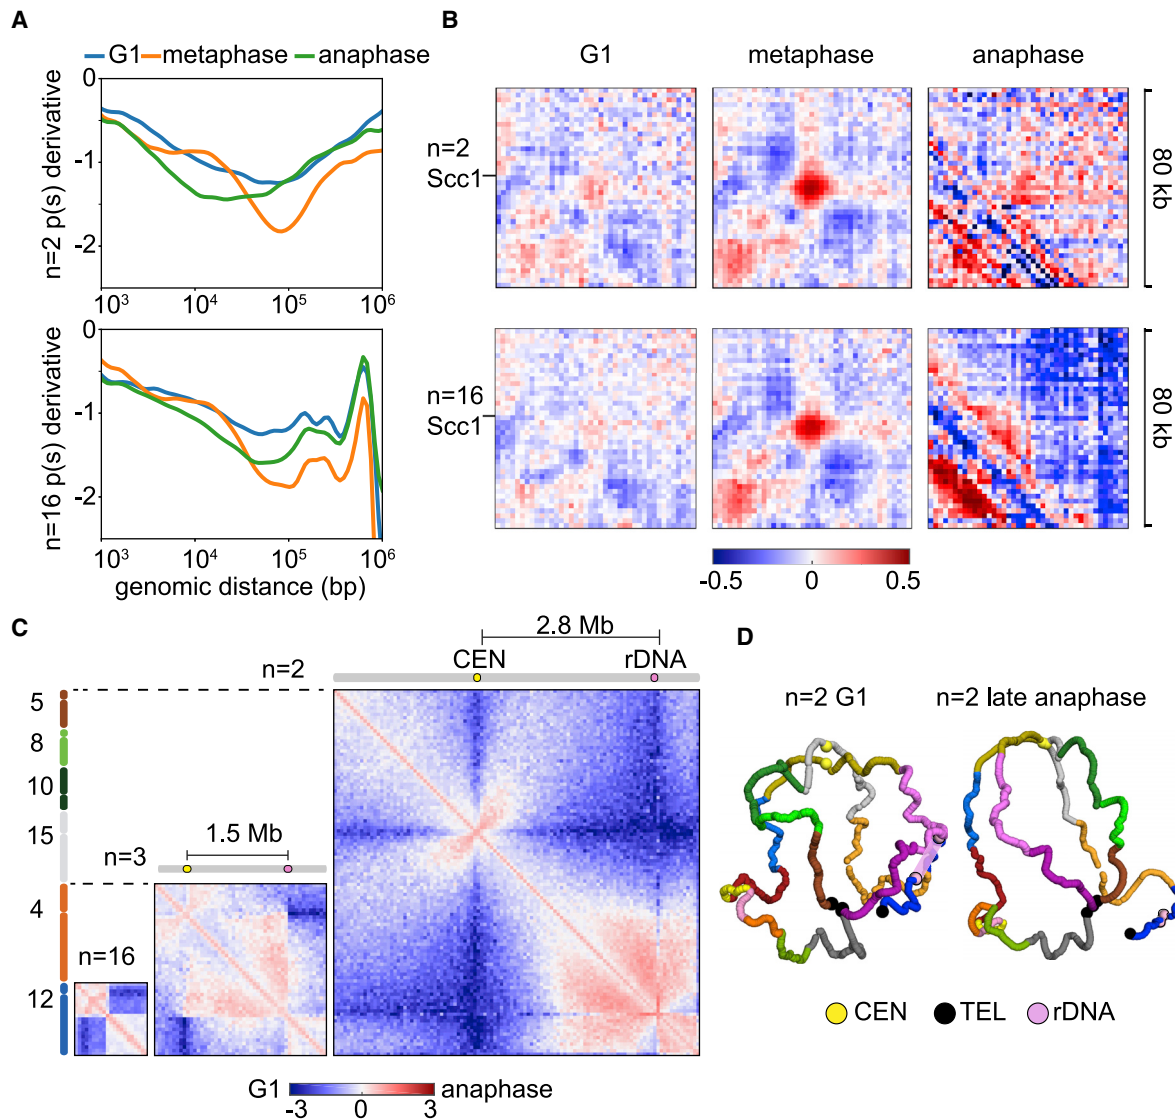 A
G1 metaphase anaphase
n=2 p(s) derivative
0
-1
-2
10³ 10⁴ 10⁵ 10⁶
n=16 p(s) derivative
0
-1
-2
10³ 10⁴ 10⁵ 10⁶
genomic distance (bp)
B
G1 metaphase anaphase
n=2
Scc1
80 kb
n=16
Scc1
80 kb
-0.5 0 0.5
C
2.8 Mb
n=2 CEN rDNA
5
8
10
15
1.5 Mb
n=3
4
n=16
12
G1 anaphase
-3 0 3
D
n=2 G1 n=2 late anaphase
CEN TEL rDNA